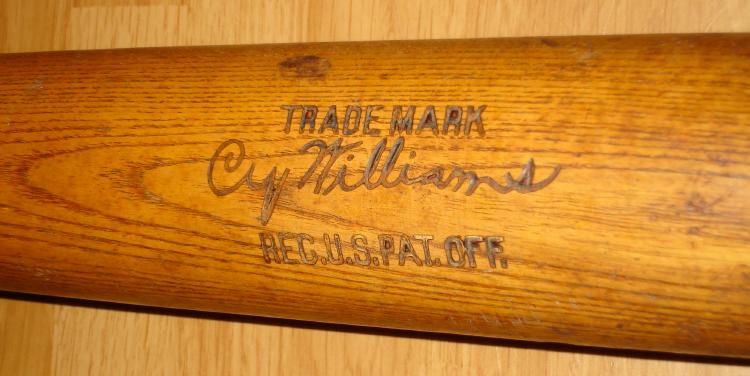 TRADE MARK
Cy Williams
REG. U.S. PAT. OFF.